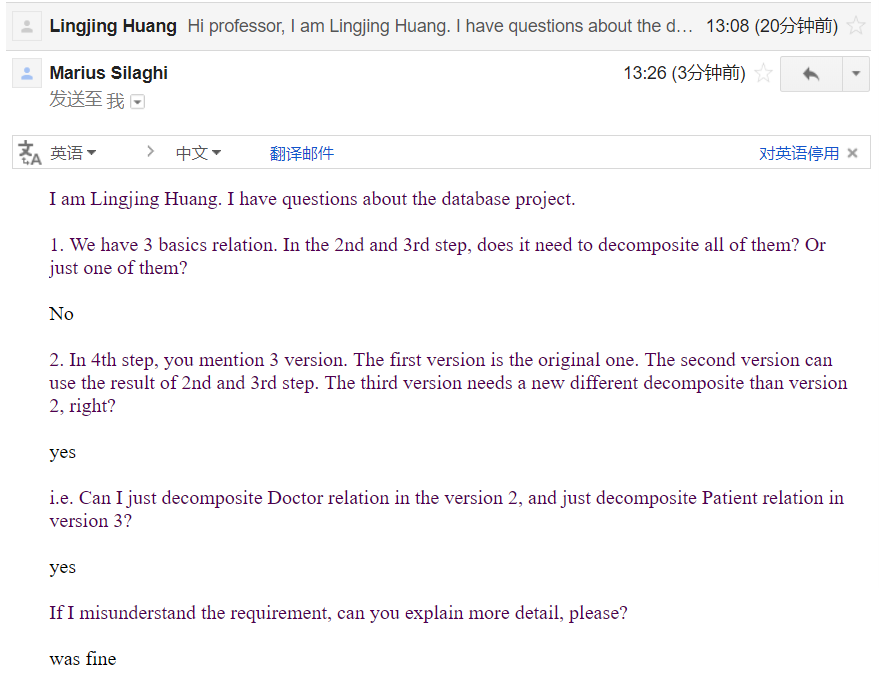 Lingjing Huang Hi professor, I am Lingjing Huang. I have questions about the d… 13:08 (20分钟前)
Marius Silaghi 13:26 (3分钟前)
发送至 我
英语 中文 翻译邮件 对英语停用
I am Lingjing Huang. I have questions about the database project.
1. We have 3 basics relation. In the 2nd and 3rd step, does it need to decomposite all of them? Or
just one of them?
No
2. In 4th step, you mention 3 version. The first version is the original one. The second version can
use the result of 2nd and 3rd step. The third version needs a new different decomposite than version
2, right?
yes
i.e. Can I just decomposite Doctor relation in the version 2, and just decomposite Patient relation in
version 3?
yes
If I misunderstand the requirement, can you explain more detail, please?
was fine